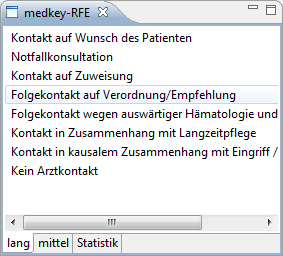 medkey-RFE
Kontakt auf Wunsch des Patienten
Notfallkonsultation
Kontakt auf Zuweisung
Folgekontakt auf Verordnung/Empfehlung
Folgekontakt wegen auswärtiger Hämatologie und
Kontakt in Zusammenhang mit Langzeitpflege
Kontakt in kausalem Zusammenhang mit Eingriff /
Kein Arztkontakt
lang mittel Statistik